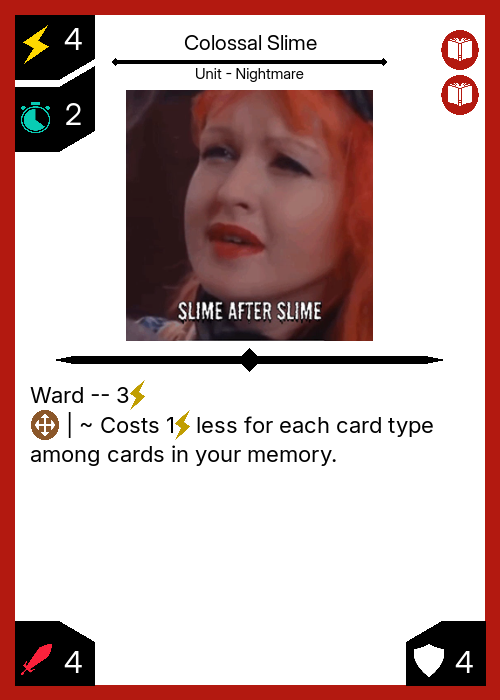 4
Colossal Slime
Unit - Nightmare
2
SLIME AFTER SLIME
Ward -- 3
| ~ Costs 1 less for each card type
among cards in your memory.
4
4